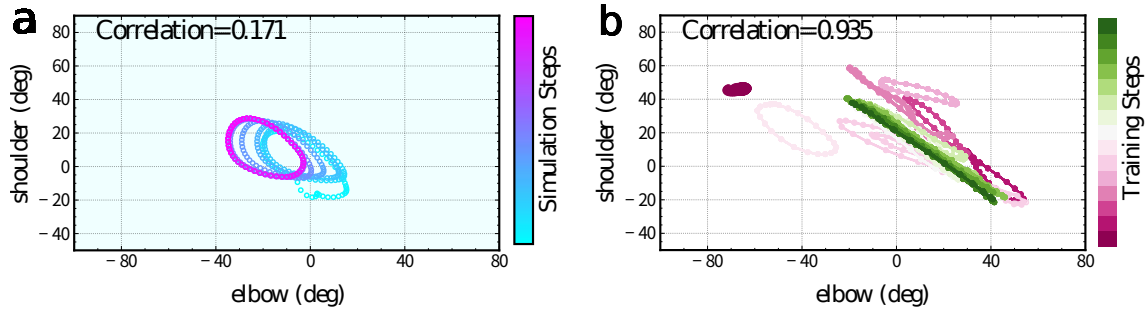 a
Correlation=0.171
80
60
40
20
0
−20
−40
shoulder (deg)
−80
−40
0
40
80
elbow (deg)
Simulation Steps
b
Correlation=0.935
80
60
40
20
0
−20
−40
shoulder (deg)
−80
−40
0
40
80
elbow (deg)
Training Steps